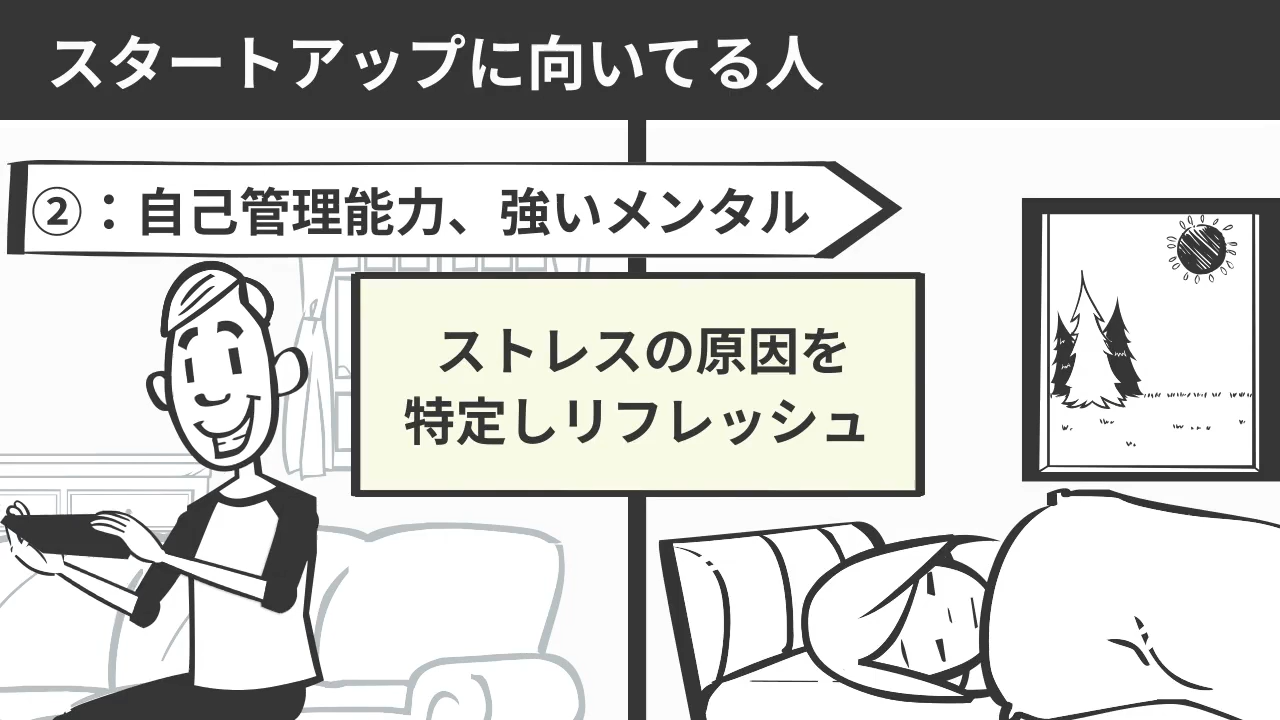 スタートアップに向いてる人
②：自己管理能力、強いメンタル
ストレスの原因を
特定しリフレッシュ